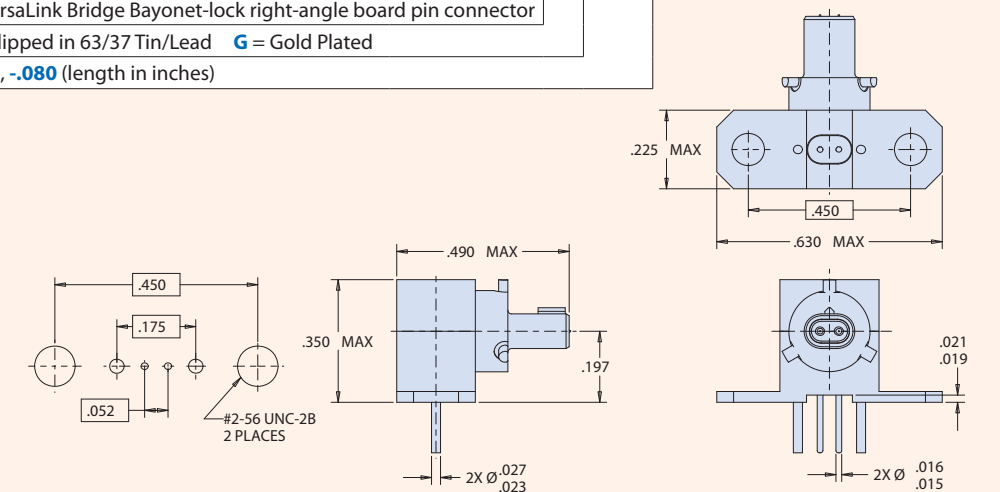 rsaLink Bridge Bayonet-lock right-angle board pin connector
ipped in 63/37 Tin/Lead G = Gold Plated
, -.080 (length in inches)
.225 MAX
.450
.630 MAX
.490 MAX
.450
.175
.350 MAX
.021
.019
.197
.052
#2-56 UNC-2B
2 PLACES
2X Ø .027
.023
2X Ø .016
.015